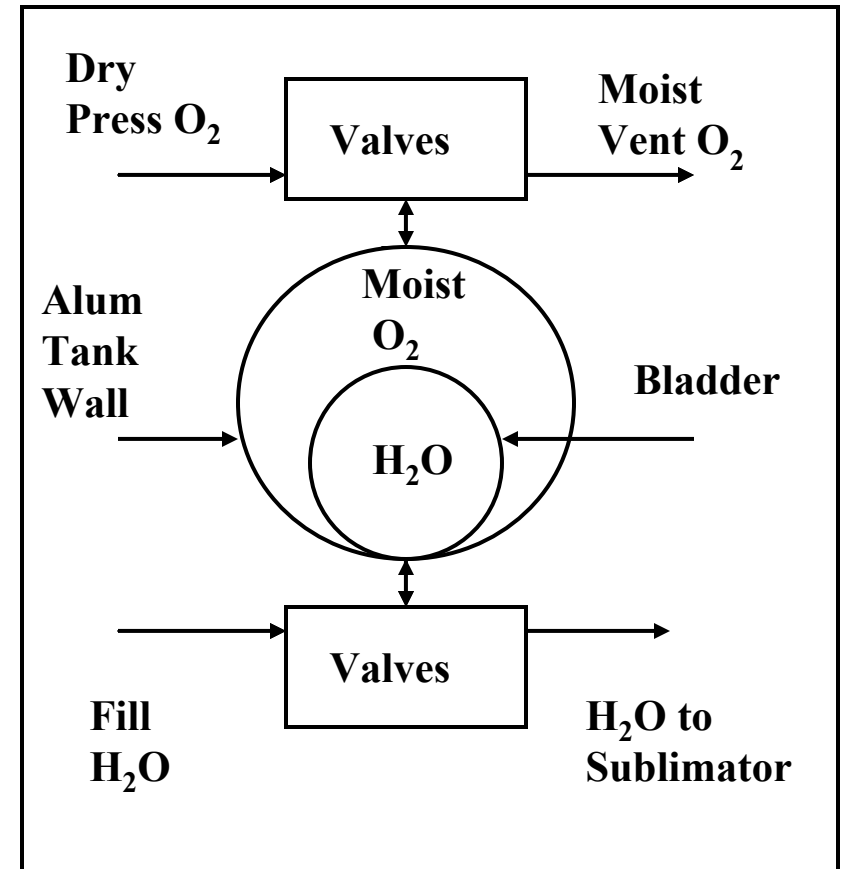 Dry
Press O₂
Valves
Moist
Vent O₂
Moist
O₂
Alum
Tank
Wall
Bladder
H₂O
Valves
Fill
H₂O
H₂O to
Sublimator